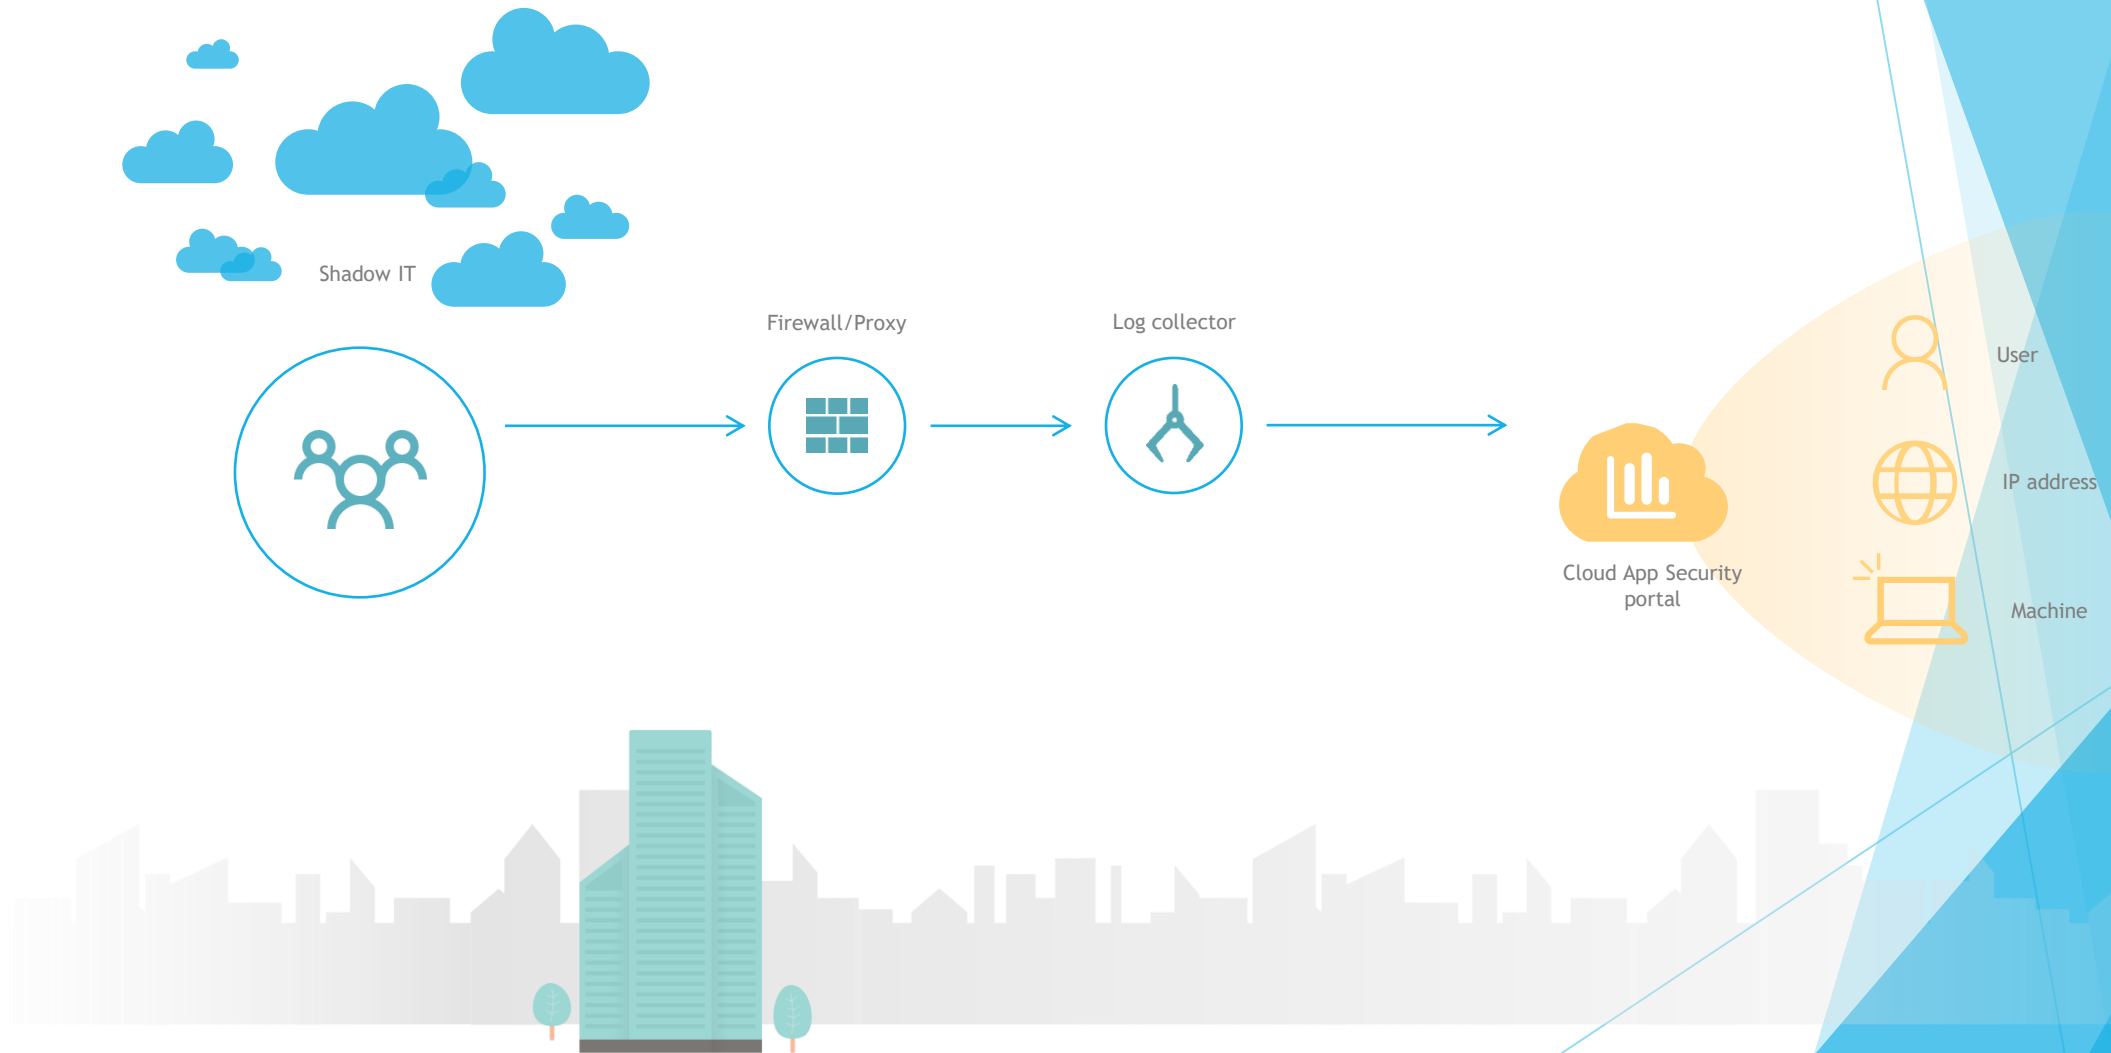 Shadow IT
Firewall/Proxy
Log collector
User
IP address
Cloud App Security
portal
Machine